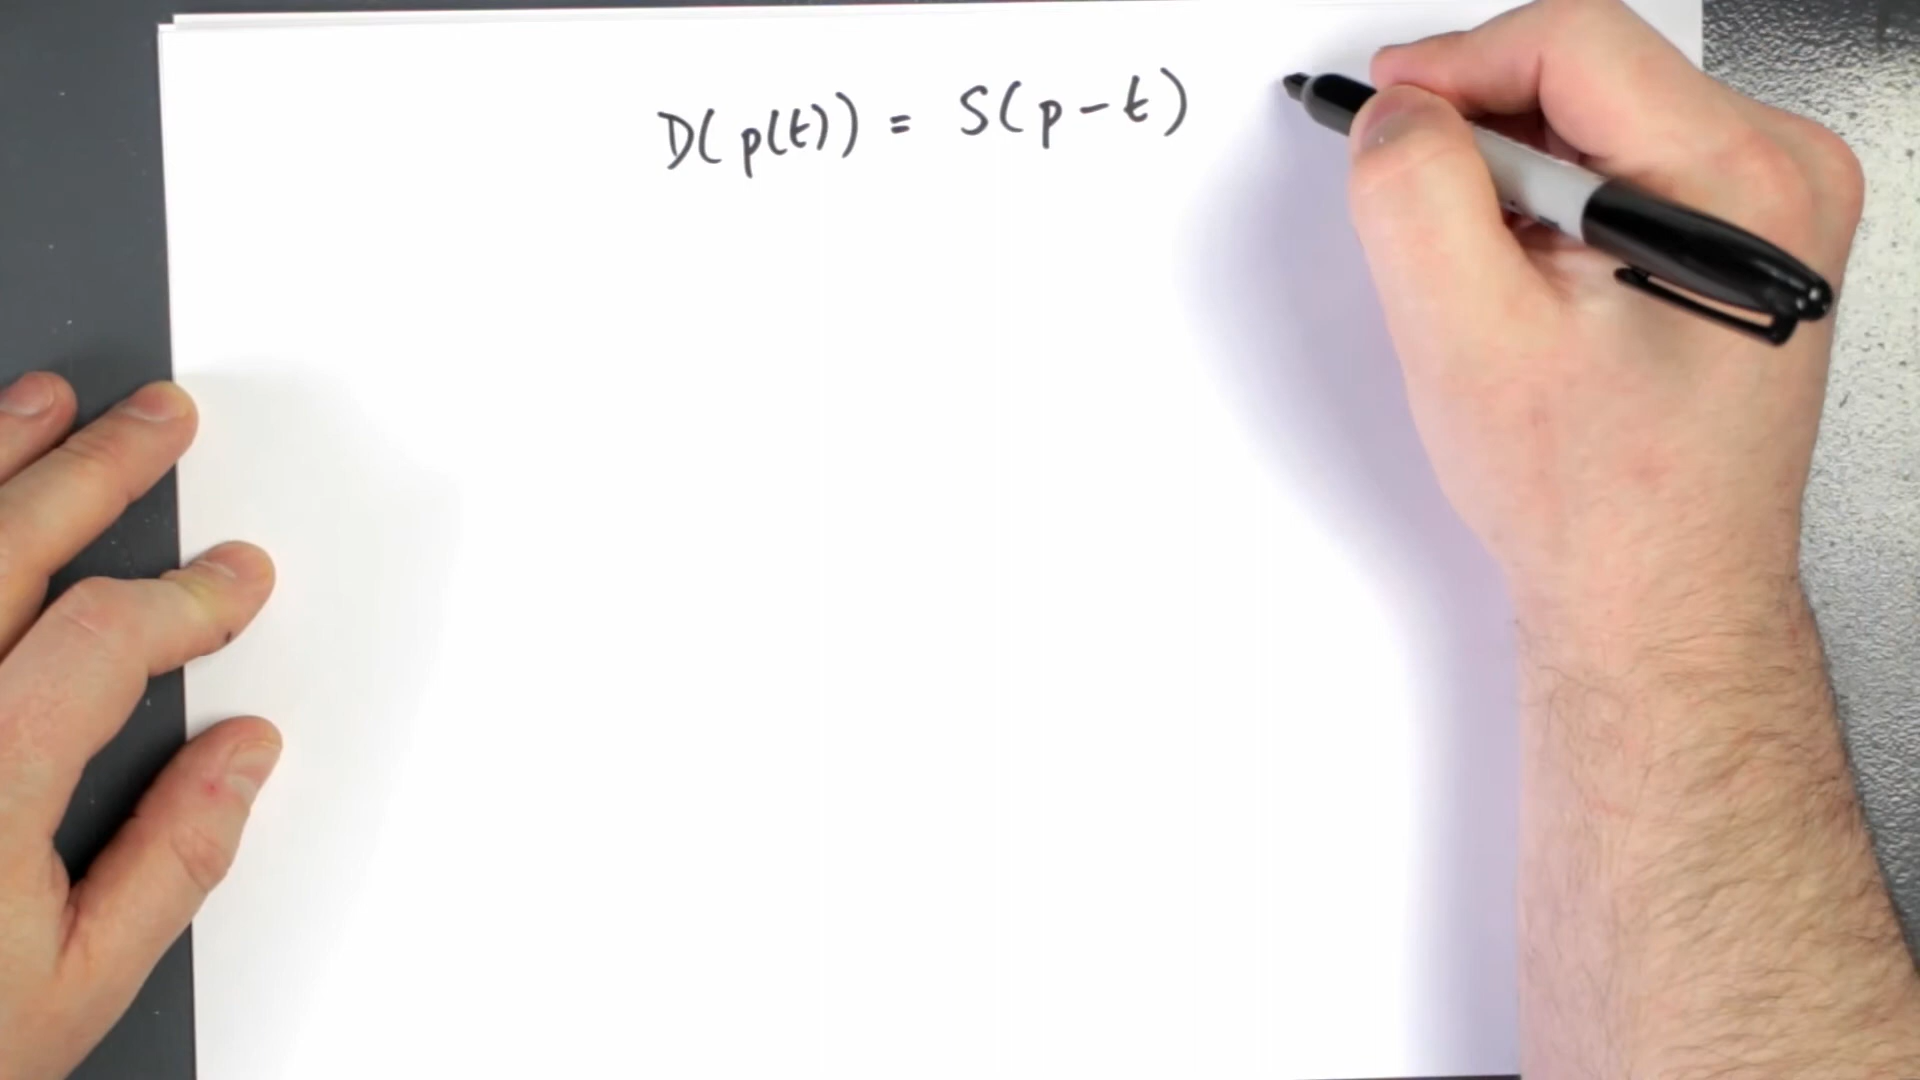 D(p(t)) = S(p-t)